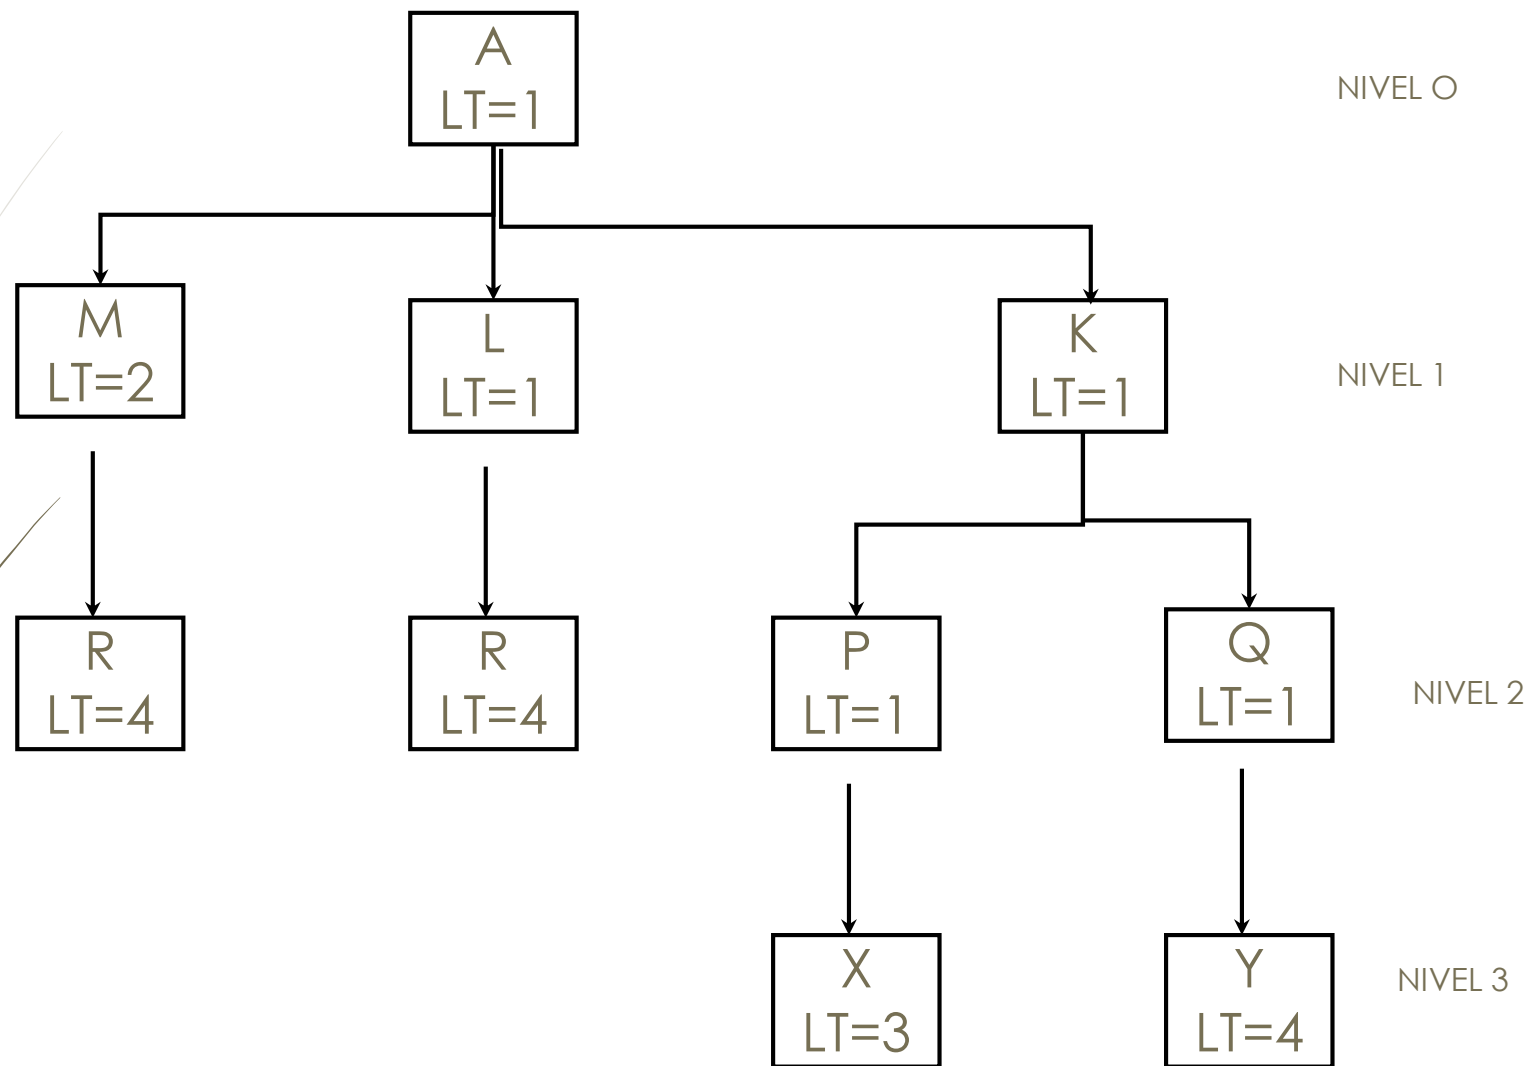 A
LT=1
NIVEL O
M
LT=2
L
LT=1
K
LT=1
NIVEL 1
R
LT=4
R
LT=4
P
LT=1
Q
LT=1
NIVEL 2
X
LT=3
Y
LT=4
NIVEL 3